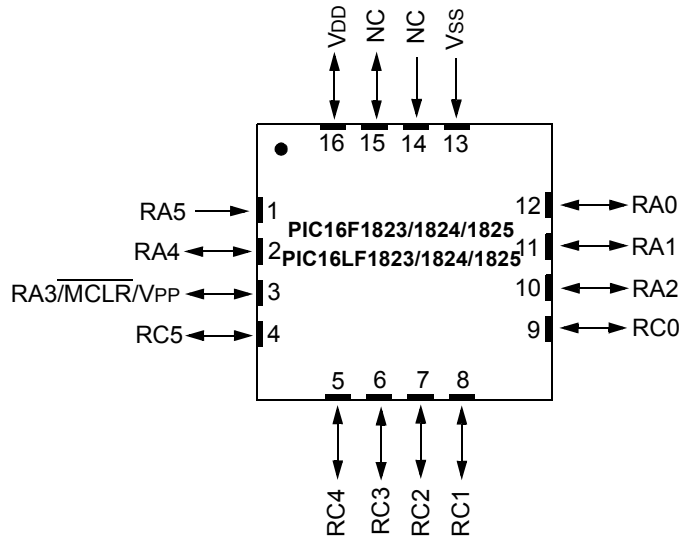 VDD
NC
NC
VSS
16 15 14 13
RA5 1
RA4 2
RA3/MCLR/VPP 3
RC5 4
PIC16F1823/1824/1825
PIC16LF1823/1824/1825
12 RA0
11 RA1
10 RA2
9 RC0
5 6 7 8
RC4
RC3
RC2
RC1